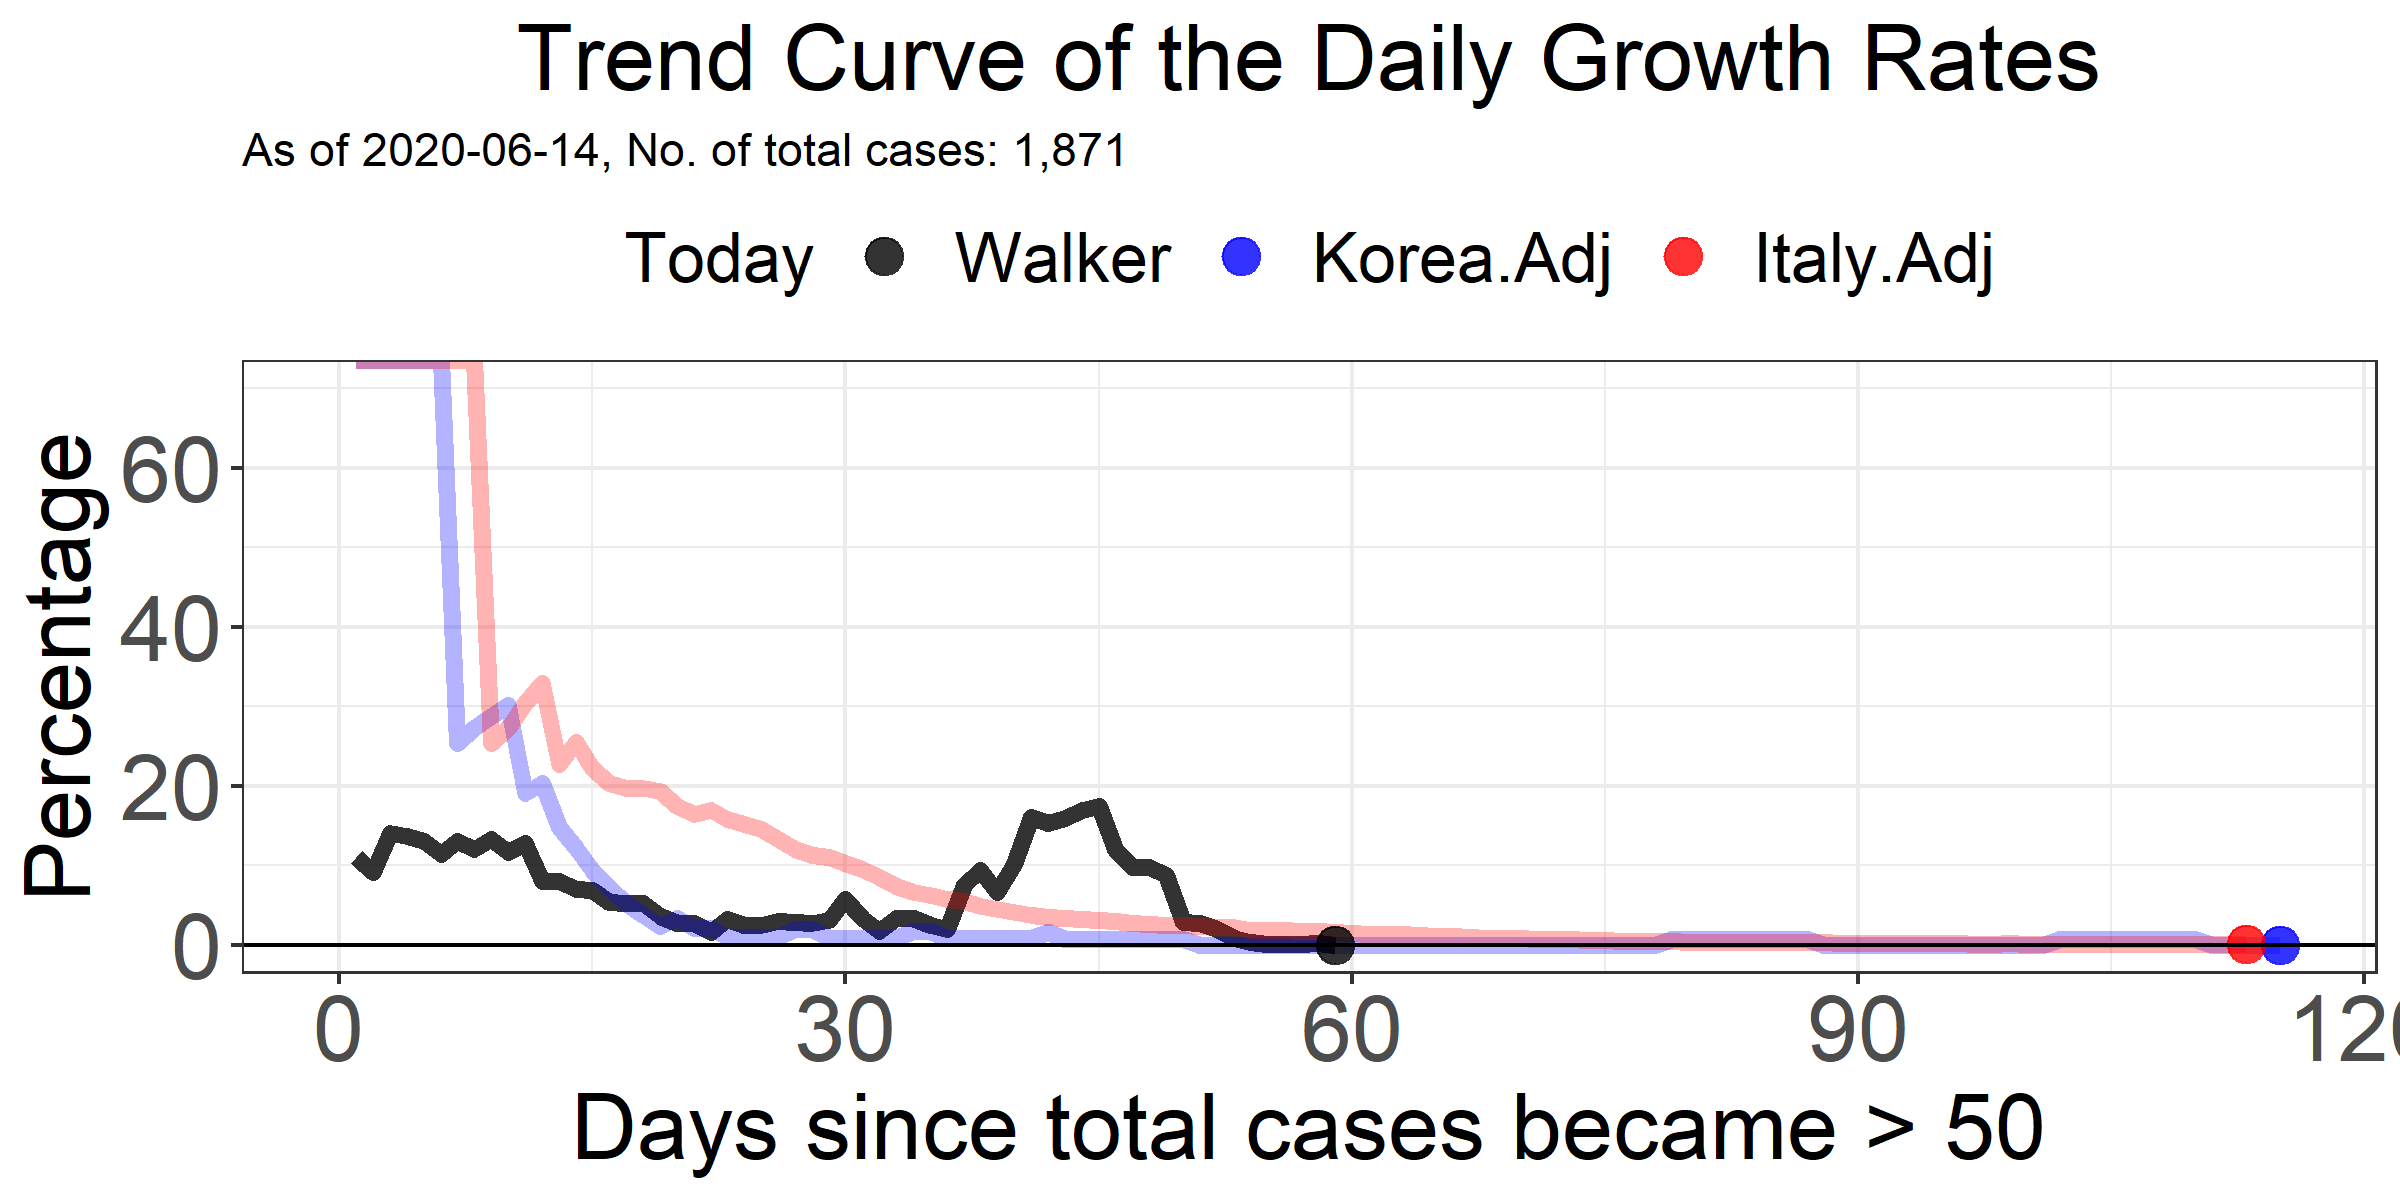 Trend Curve of the Daily Growth Rates
As of 2020-06-14, No. of total cases: 1,871
Today Walker Korea.Adj Italy.Adj
Percentage
60
40
20
0
0 30 60 90 120
Days since total cases became > 50